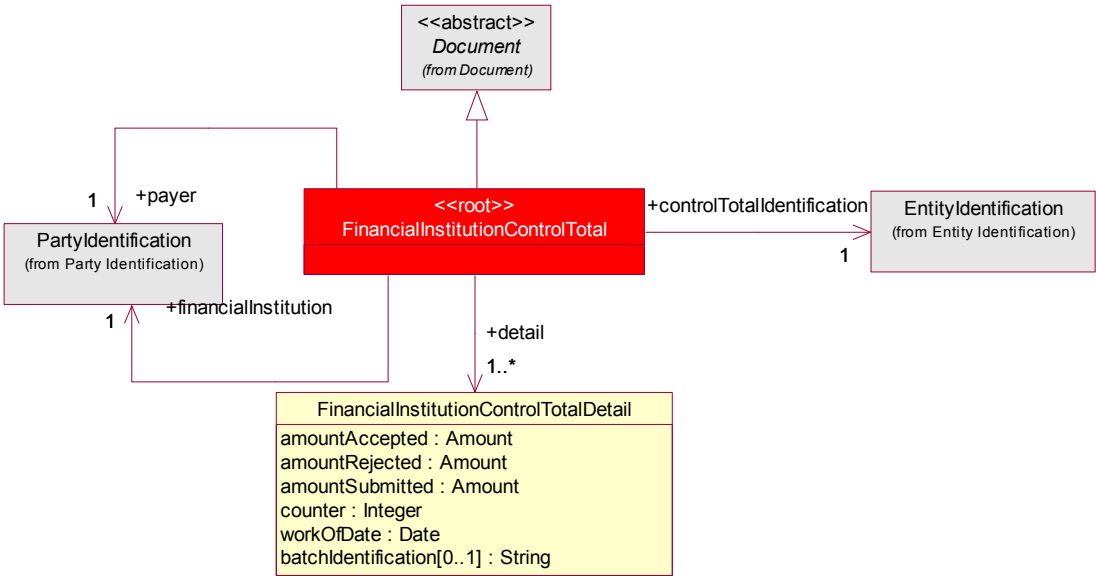 <<abstract>>
Document
(from Document)
1
+payer
PartyIdentification
(from Party Identification)
<<root>>
FinancialInstitutionControlTotal
+controlTotalIdentification
1
EntityIdentification
(from Entity Identification)
+financialInstitution
1
+detail
1..*
FinancialInstitutionControlTotalDetail
amountAccepted : Amount
amountRejected : Amount
amountSubmitted : Amount
counter : Integer
workOfDate : Date
batchIdentification[0..1] : String